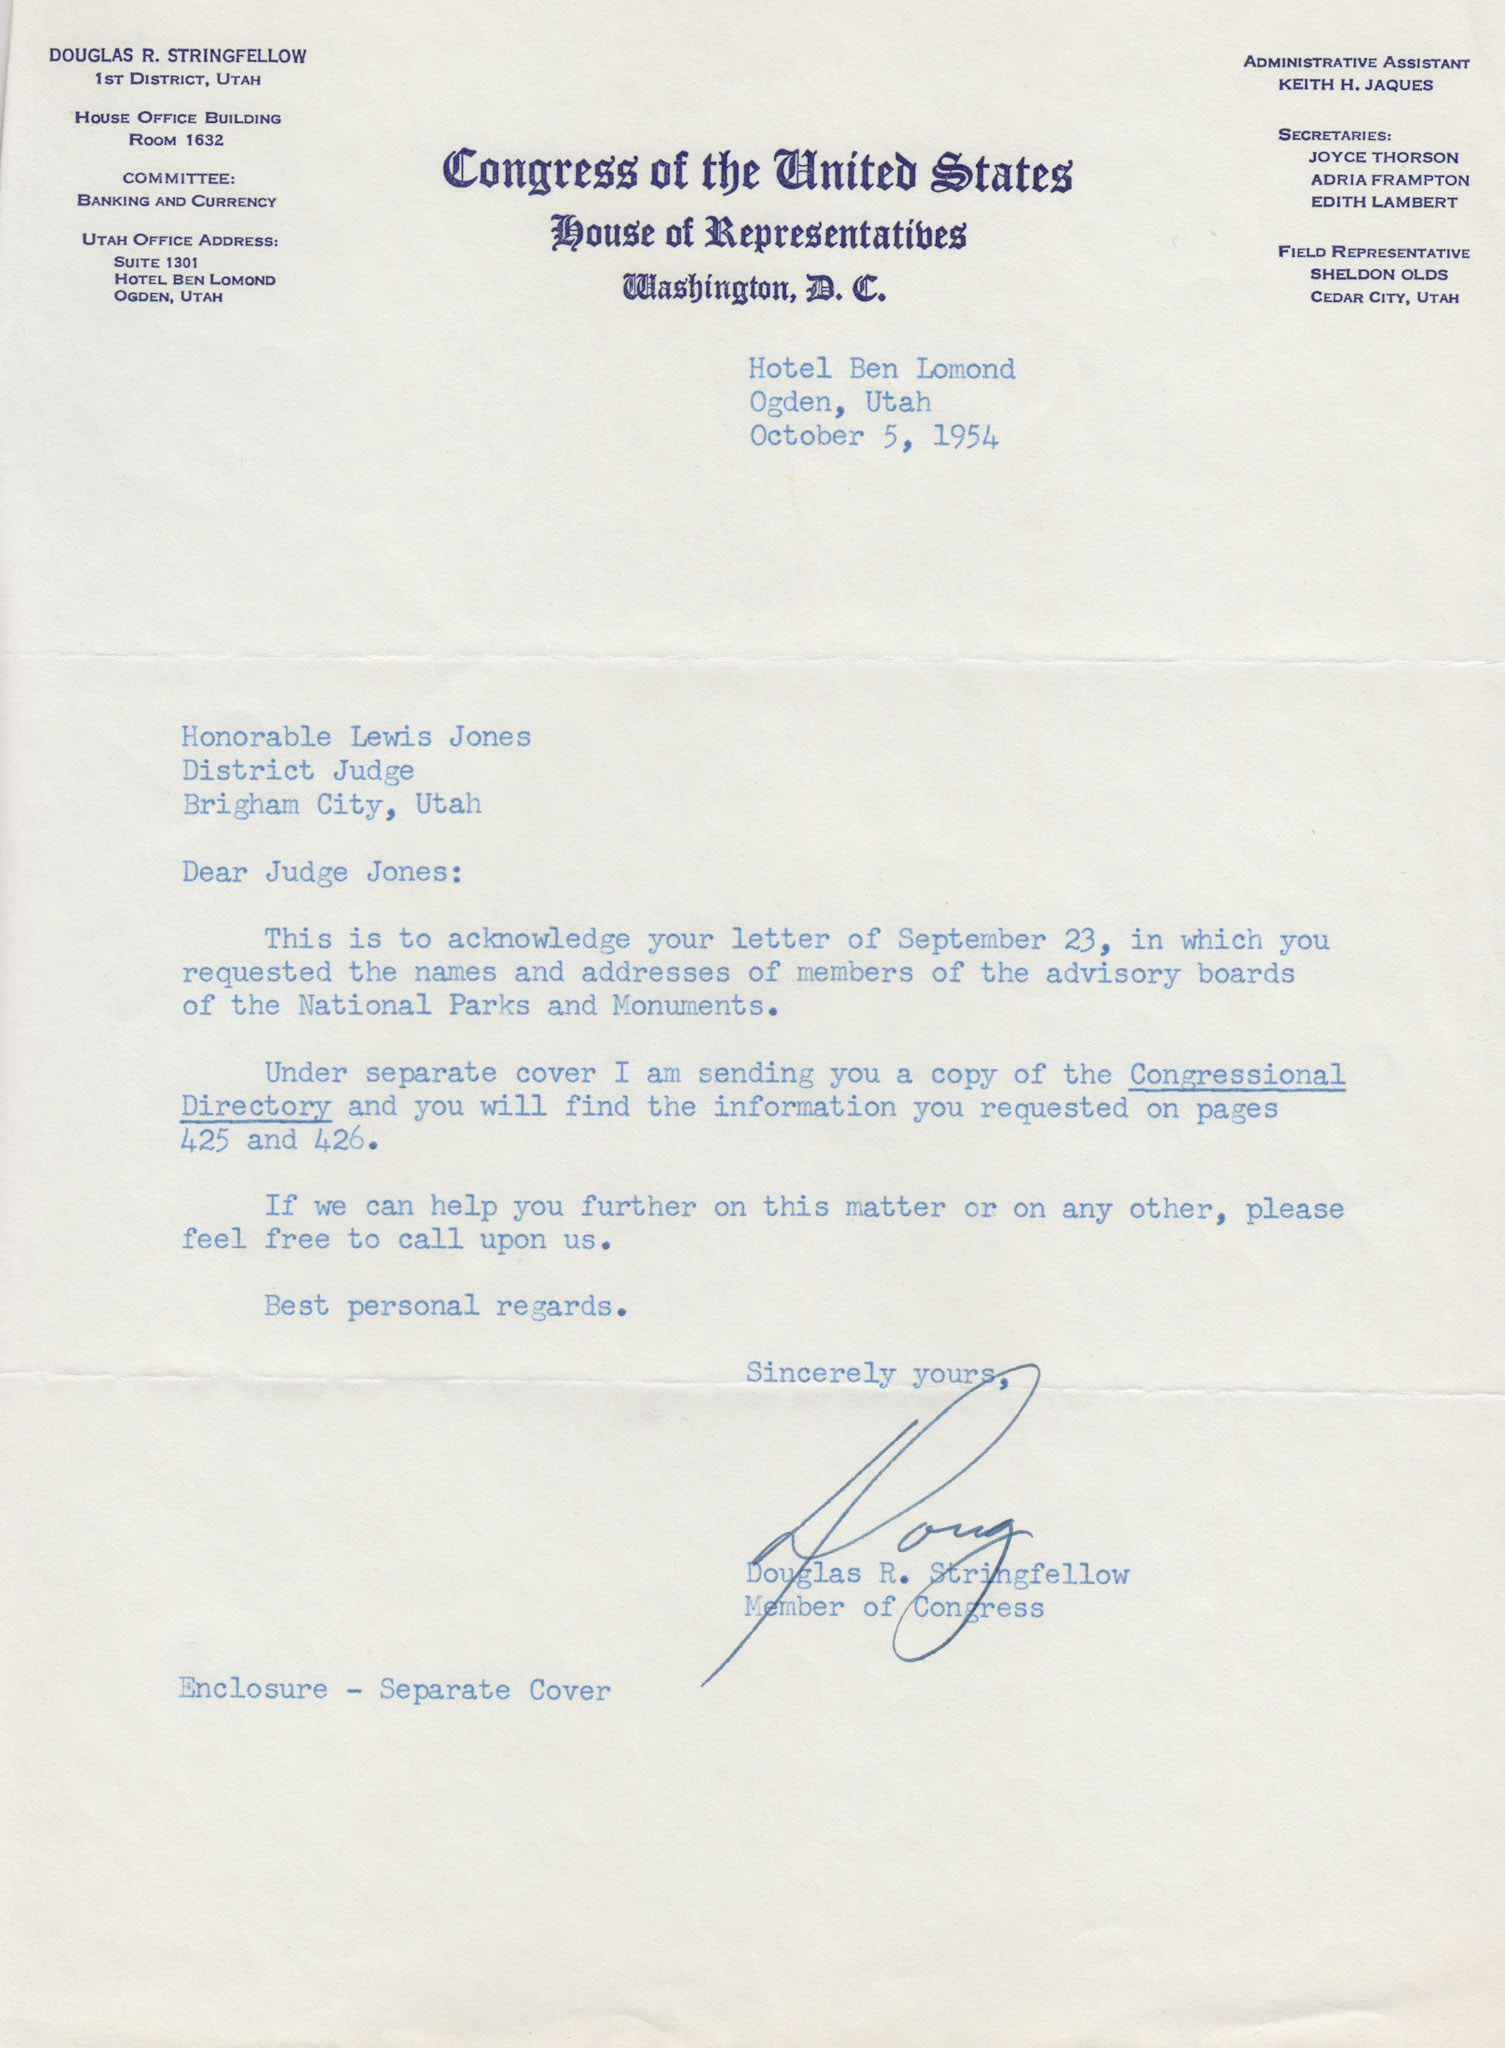 DOUGLAS R. STRINGFELLOW
1ST DISTRICT, UTAH
HOUSE OFFICE BUILDING
ROOM 1632
COMMITTEE:
BANKING AND CURRENCY
UTAH OFFICE ADDRESS:
SUITE 1301
HOTEL BEN LOMOND
OGDEN, UTAH
Congress of the United States
House of Representatives
Washington, D. C.
ADMINISTRATIVE ASSISTANT
KEITH H. JAQUES
SECRETARIES:
JOYCE THORSON
ADRIA FRAMPTON
EDITH LAMBERT
FIELD REPRESENTATIVE
SHELDON OLDS
CEDAR CITY, UTAH
Hotel Ben Lomond
Ogden, Utah
October 5, 1954
Honorable Lewis Jones
District Judge
Brigham City, Utah
Dear Judge Jones:
This is to acknowledge your letter of September 23, in which you
requested the names and addresses of members of the advisory boards
of the National Parks and Monuments.
Under separate cover I am sending you a copy of the Congressional
Directory and you will find the information you requested on pages
425 and 426.
If we can help you further on this matter or on any other, please
feel free to call upon us.
Best personal regards.
Sincerely yours,
Doug
Douglas R. Stringfellow
Member of Congress
Enclosure - Separate Cover